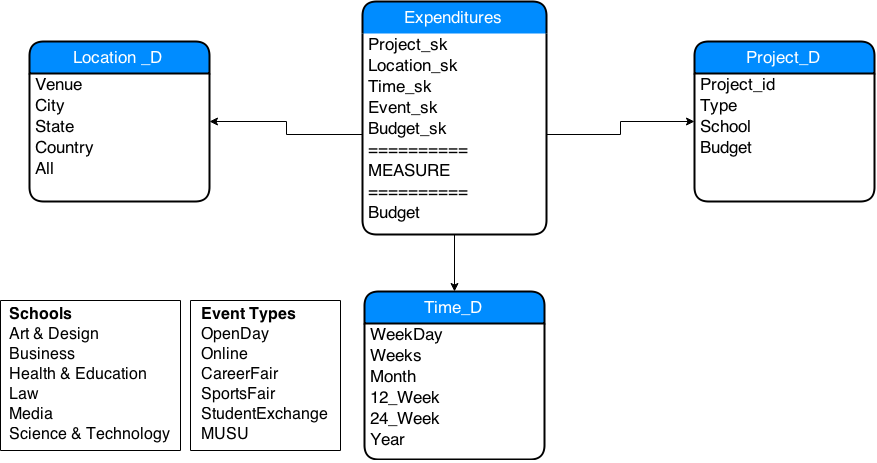 Expenditures
Project_sk
Location_sk
Time_sk
Event_sk
Budget_sk
==========
MEASURE
==========
Budget
Location _D
Venue
City
State
Country
All
Project_D
Project_id
Type
School
Budget
Schools
Art & Design
Business
Health & Education
Law
Media
Science & Technology
Event Types
OpenDay
Online
CareerFair
SportsFair
StudentExchange
MUSU
Time_D
WeekDay
Weeks
Month
12_Week
24_Week
Year